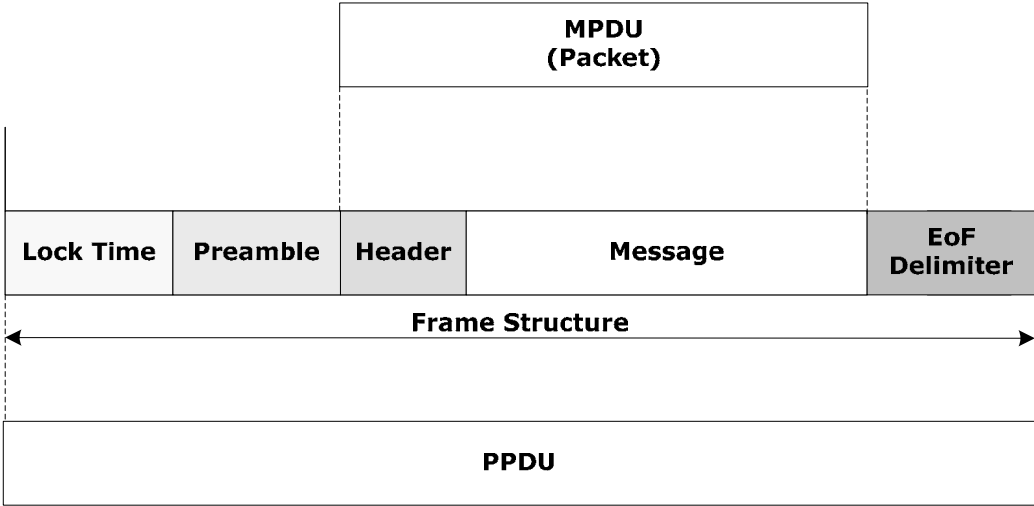 MPDU
(Packet)
Lock Time
Preamble
Header
Message
EoF
Delimiter
Frame Structure
PPDU